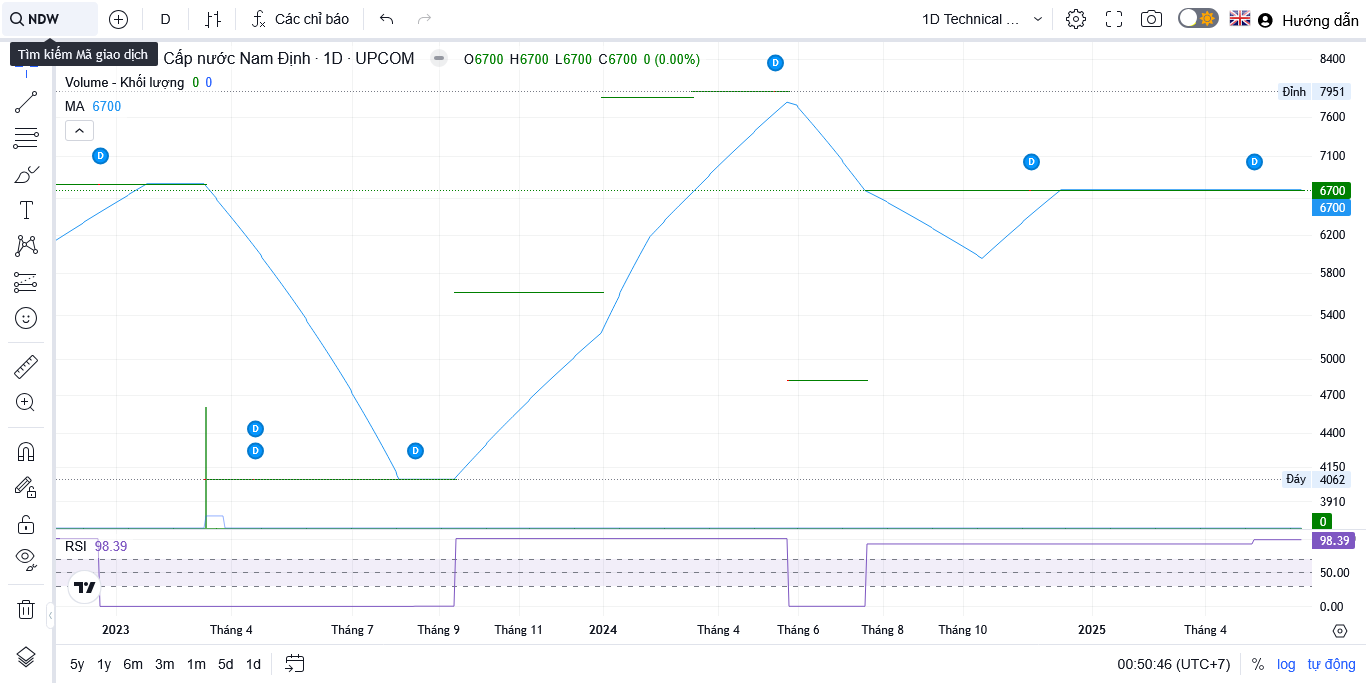 NDW
D
Các chỉ báo
1D Technical ...
Hướng dẫn
Tìm kiếm Mã giao dịch
Cấp nước Nam Định · 1D · UPCOM
O6700 H6700 L6700 C6700 0 (0.00%)
Volume - Khối lượng 0 0
MA 6700
D
D
D
D
D
D
D
8400
Đỉnh 7951
7600
7100
6700
6700
6200
5800
5400
5000
4700
4400
4150
Đáy 4062
3910
0
RSI 98.39
98.39
50.00
0.00
2023
Tháng 4
Tháng 7
Tháng 9
Tháng 11
2024
Tháng 4
Tháng 6
Tháng 8
Tháng 10
2025
Tháng 4
5y 1y 6m 3m 1m 5d 1d
00:50:46 (UTC+7)
% log tự động